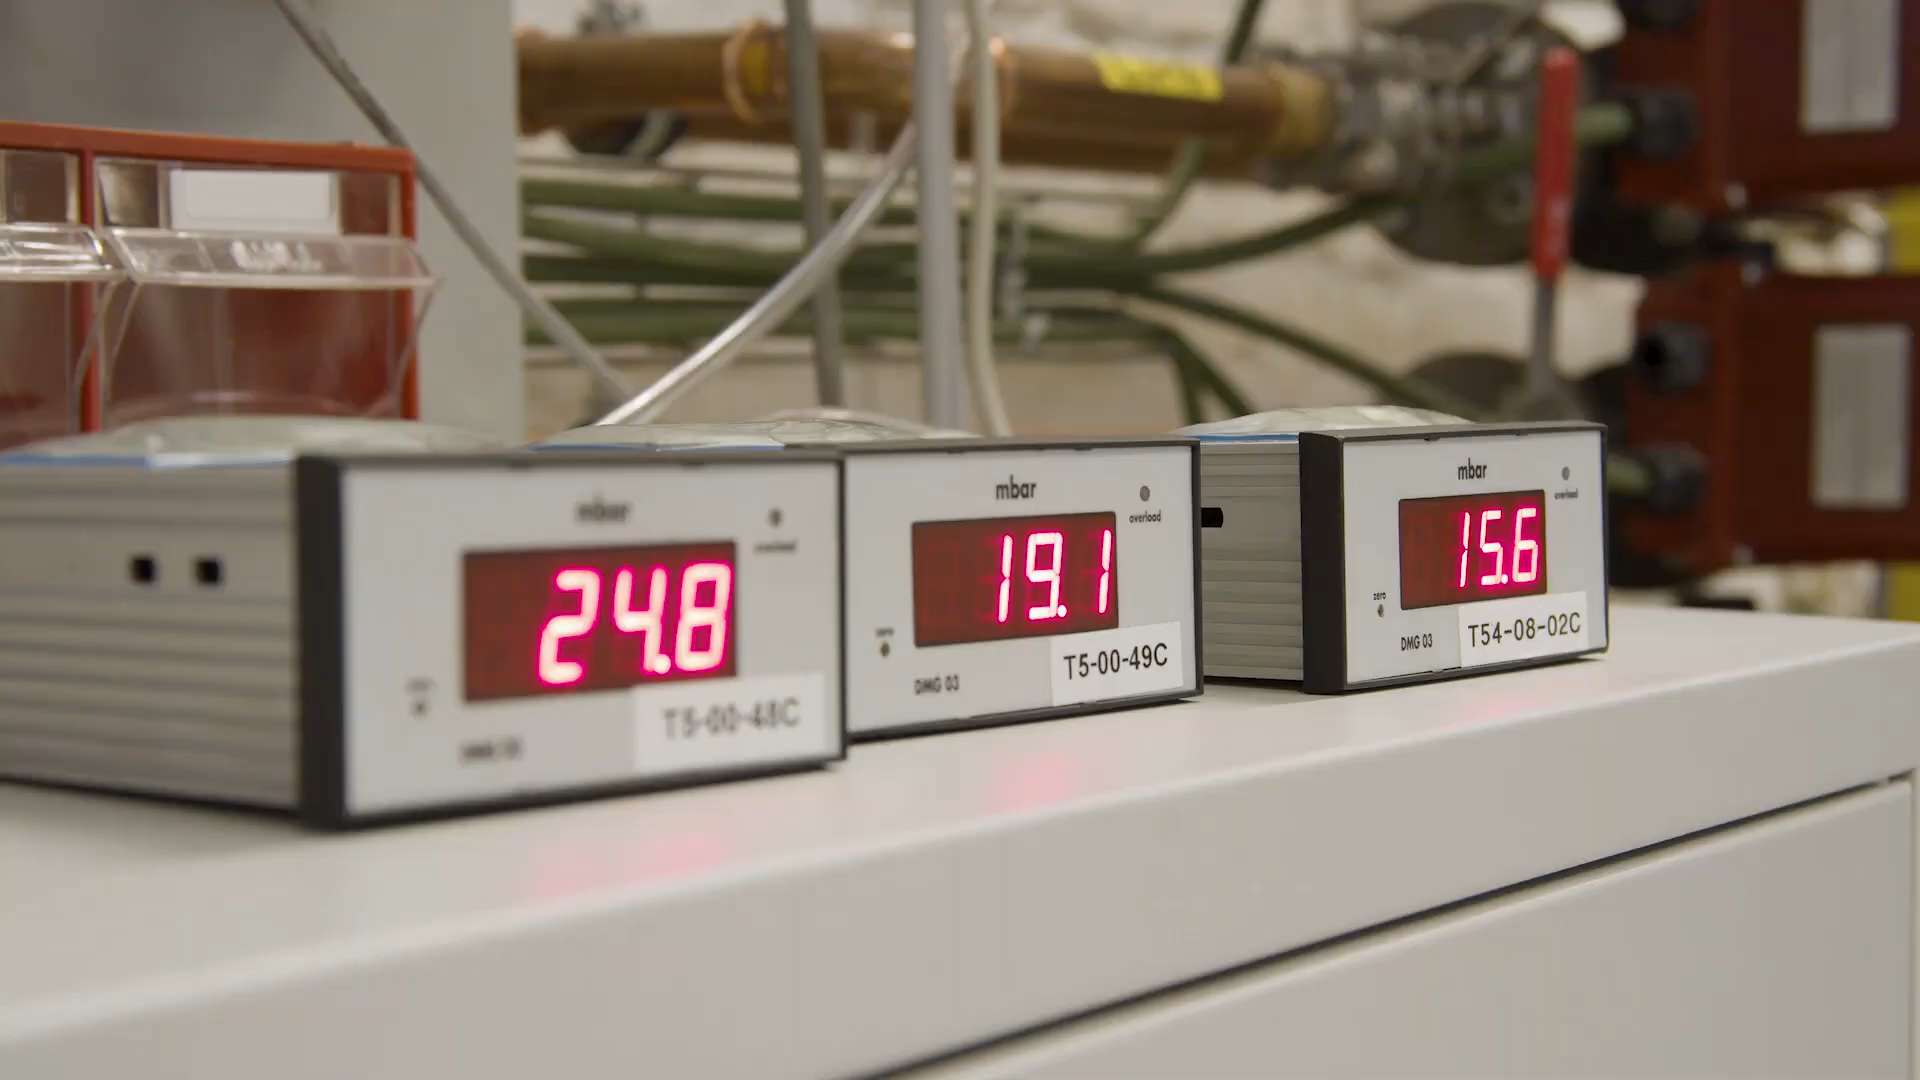 mbar
overload
24.8
T5-00-48C
mbar
overload
19.1
zero
DMG 03
T5-00-49C
mbar
overload
15.6
zero
DMG 03
T54-08-02C